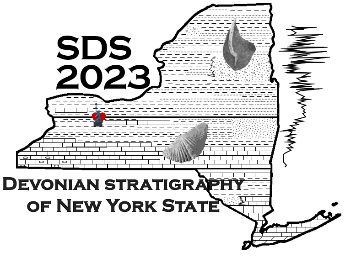 SDS
2023
DEVONIAN STRATIGRAPHY
OF NEW YORK STATE